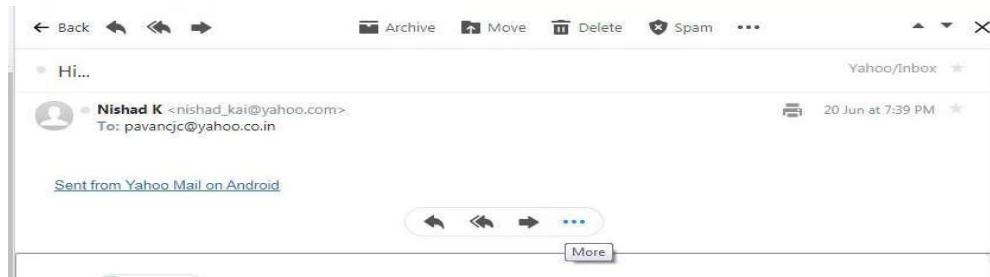 Back Archive Move Delete Spam
Hi... Yahoo/Inbox
Nishad K <nishad_kai@yahoo.com> 20 Jun at 7:39 PM
To: pavancjc@yahoo.co.in
Sent from Yahoo Mail on Android
More